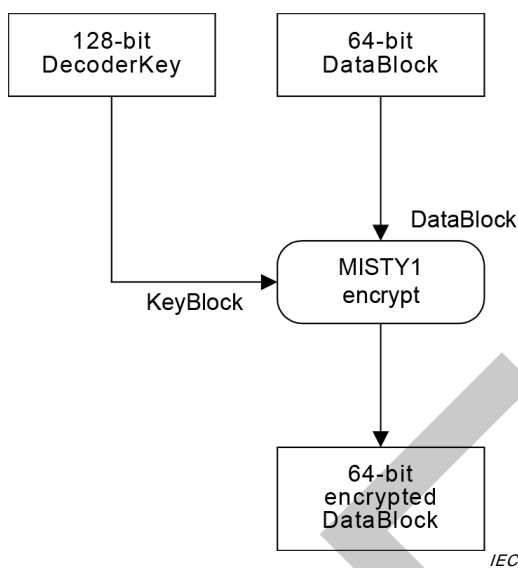 128-bit
DecoderKey
64-bit
DataBlock
DataBlock
MISTY1
encrypt
KeyBlock
64-bit
encrypted
DataBlock
IEC